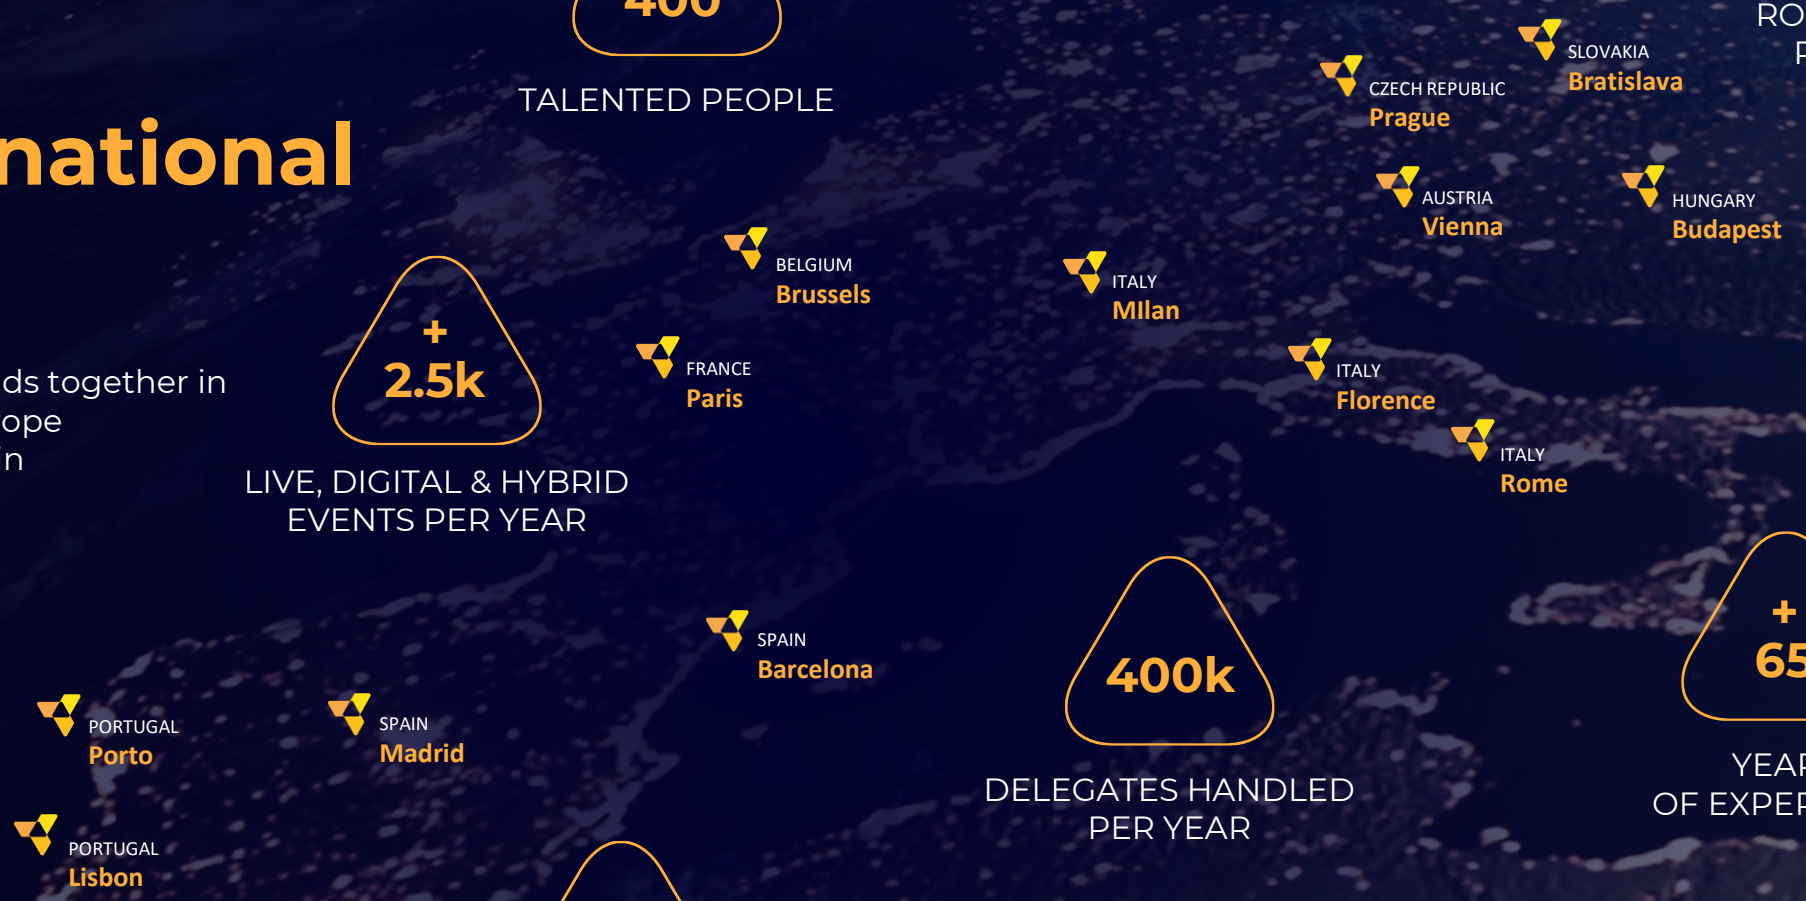 400
TALENTED PEOPLE
SLOVAKIA
Bratislava
CZECH REPUBLIC
Prague
national
AUSTRIA
Vienna
HUNGARY
Budapest
BELGIUM
Brussels
ITALY
MIlan
+
2.5k
LIVE, DIGITAL & HYBRID
EVENTS PER YEAR
FRANCE
Paris
ITALY
Florence
ds together in
ope
in
ITALY
Rome
SPAIN
Barcelona
400k
DELEGATES HANDLED
PER YEAR
+
65
YEAR
OF EXPER
PORTUGAL
Porto
SPAIN
Madrid
PORTUGAL
Lisbon